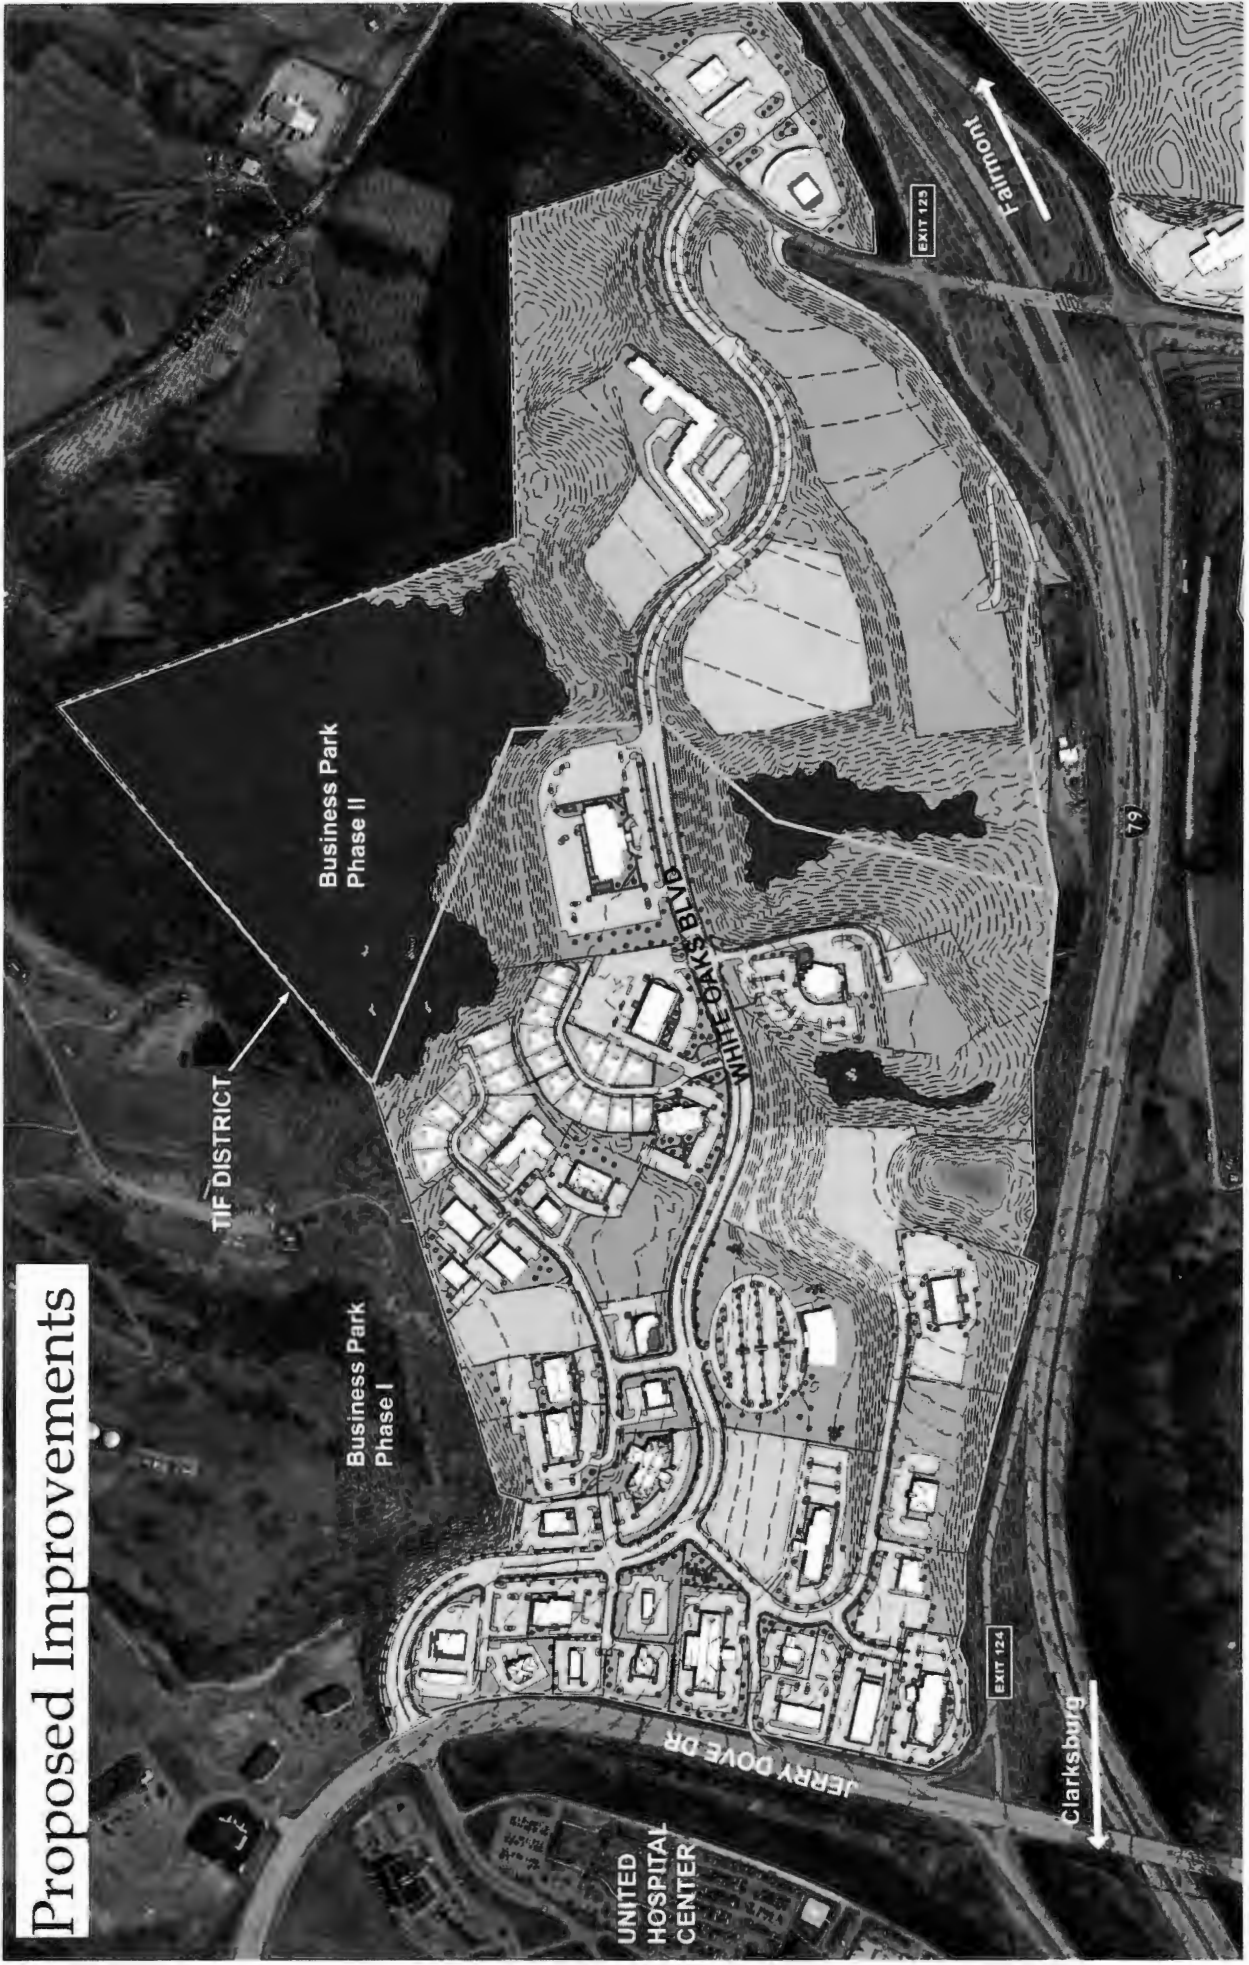 Proposed Improvements
TIF DISTRICT
Business Park
Phase II
Business Park
Phase I
WHITE OAKS BLVD
JERRY DOVE DR
UNITED
HOSPITAL
CENTER
EXIT 124
EXIT 125
Clarksburg
Fairmont
79